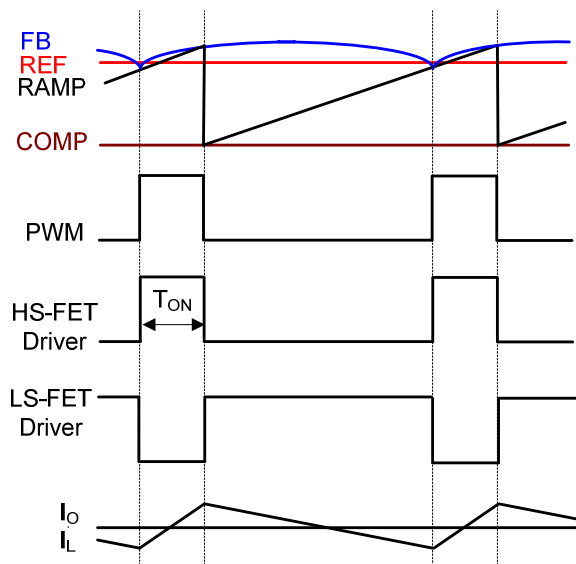 FB
REF
RAMP
COMP
PWM
HS-FET
Driver
TON
LS-FET
Driver
IO
IL